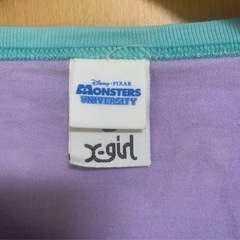 Disney · PIXAR
MONSTERS
UNIVERSITY
X-girl